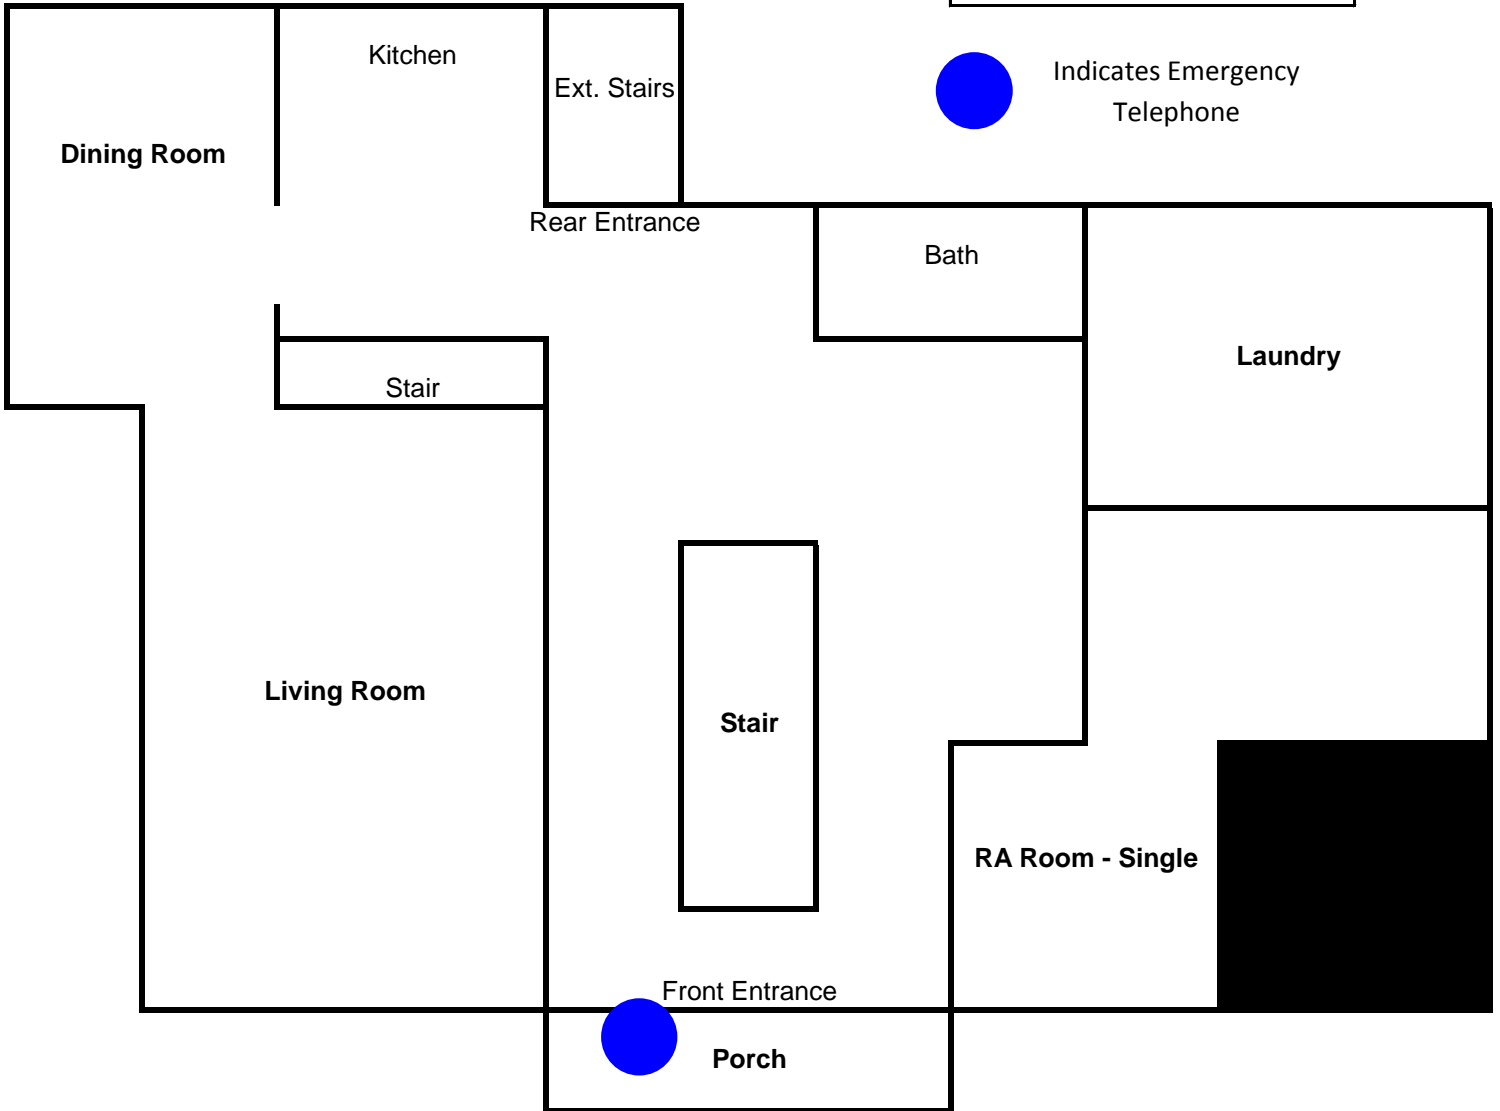 Kitchen
Ext. Stairs
Indicates Emergency
Telephone
Dining Room
Rear Entrance
Bath
Laundry
Stair
Living Room
Stair
RA Room - Single
Front Entrance
Porch